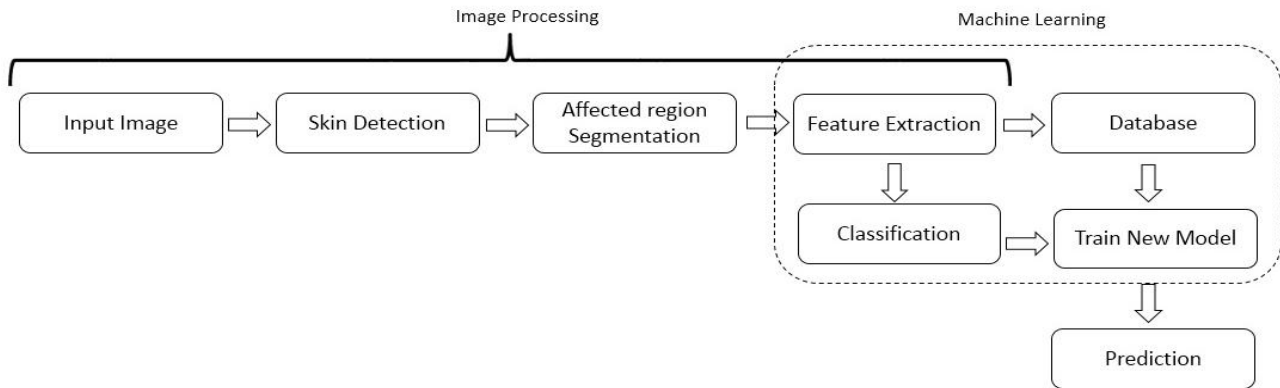 Image Processing
Machine Learning
Input Image
Skin Detection
Affected region
Segmentation
Feature Extraction
Database
Classification
Train New Model
Prediction